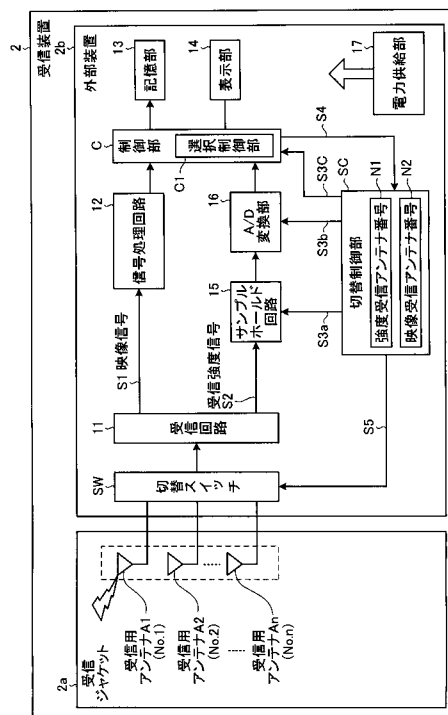 2
受信装置
2b
外部装置
13
記憶部
14
表示部
17
電力供給部
C
制御部
選択制御部
C1
S4
12
信号処理回路
16
A/D
変換部
S3C
SC
N1
N2
S3b
切替制御部
強度受信アンテナ番号
映像受信アンテナ番号
S1 映像信号
15
サンプル
ホールド
回路
S3a
受信強度信号
S2
11
受信回路
S5
SW
切替スイッチ
2a
受信
ジャケット
受信用
アンテナA1
(No.1)
受信用
アンテナA2
(No.2)
受信用
アンテナAn
(No.n)